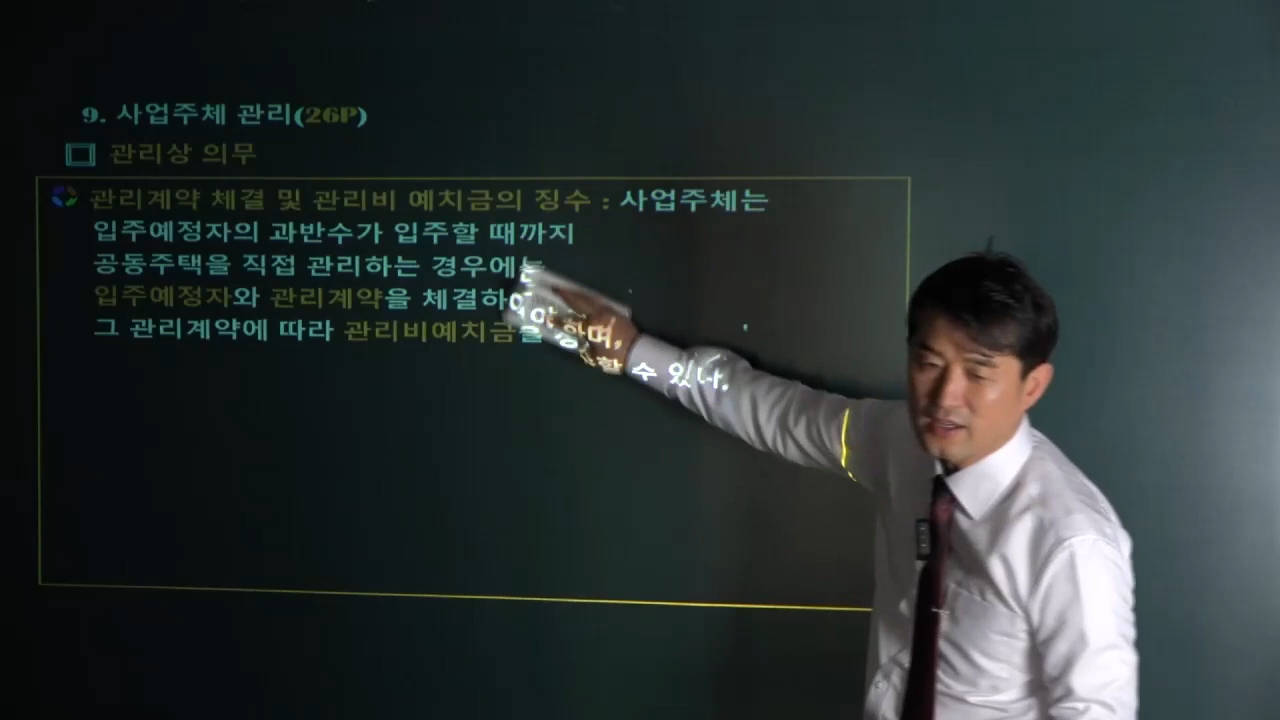 9. 사업주체 관리(26P)
관리상 의무
관리계약 체결 및 관리비 예치금의 징수 : 사업주체는
입주예정자의 과반수가 입주할 때까지
공동주택을 직접 관리하는 경우에는
입주예정자와 관리계약을 체결하여야 하며,
그 관리계약에 따라 관리비예치금을 수 있다.